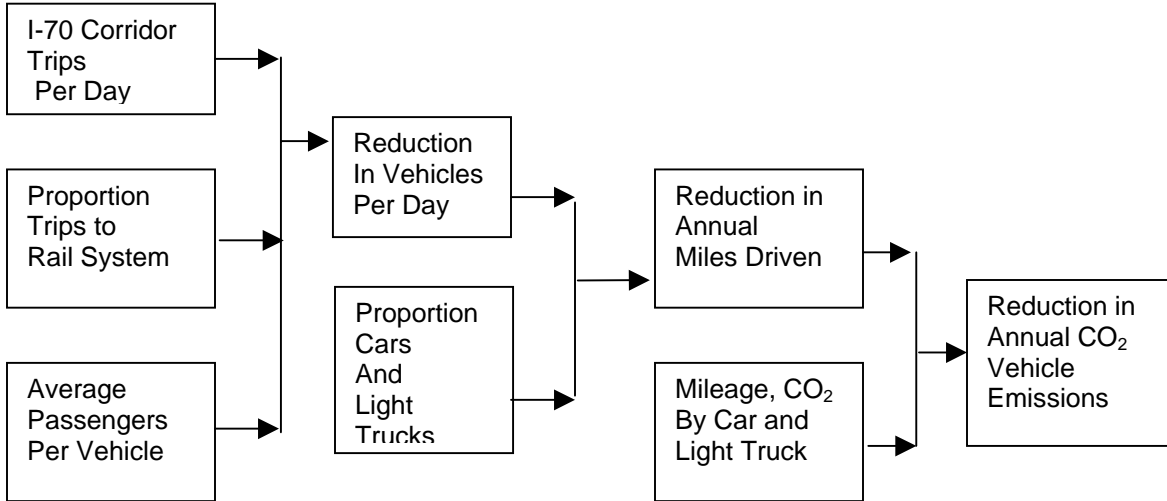 I-70 Corridor
Trips
Per Day
Proportion
Trips to
Rail System
Average
Passengers
Per Vehicle
Reduction
In Vehicles
Per Day
Proportion
Cars
And
Light
Trucks
Reduction in
Annual
Miles Driven
Mileage, CO₂
By Car and
Light Truck
Reduction in
Annual CO₂
Vehicle
Emissions